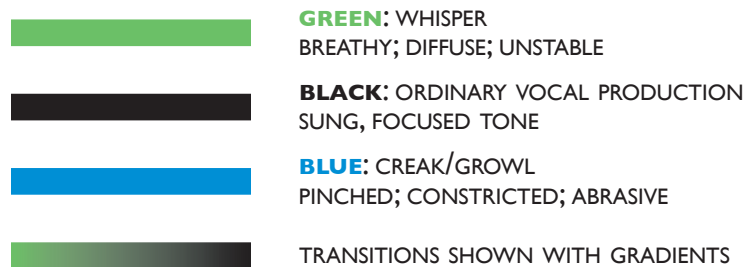 GREEN: WHISPER
BREATHY; DIFFUSE; UNSTABLE
BLACK: ORDINARY VOCAL PRODUCTION
SUNG, FOCUSED TONE
BLUE: CREAK/GROWL
PINCHED; CONSTRICTED; ABRASIVE
TRANSITIONS SHOWN WITH GRADIENTS